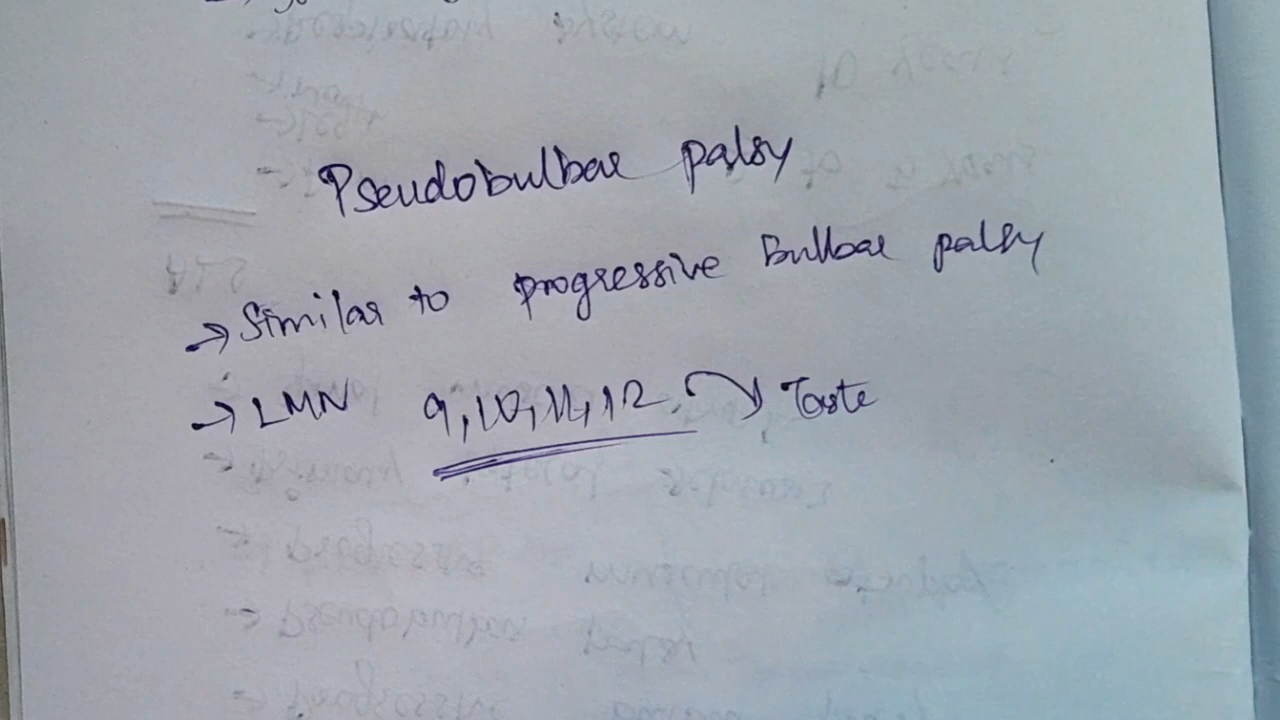 Pseudobulbar palsy
→ Similar to progressive Bulbar palsy
→ LMN 9,10,11,12 → Taste